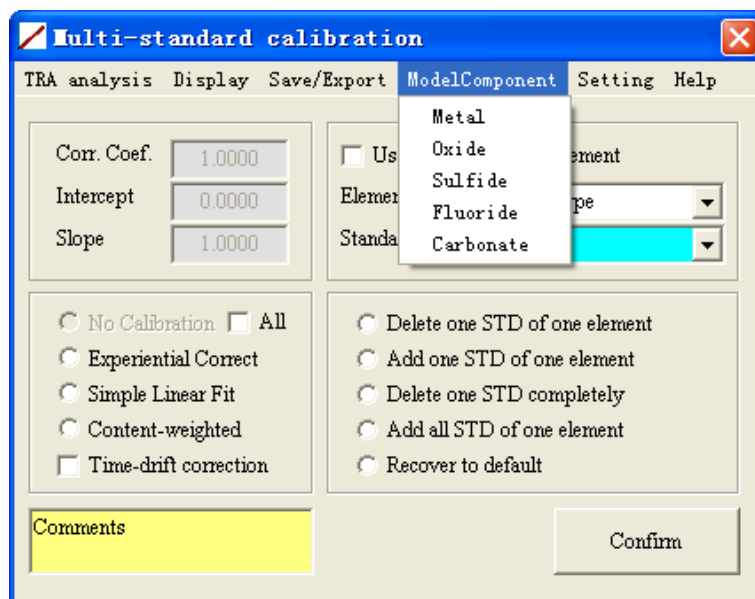 Multi-standard calibration
TRA analysis Display Save/Export ModelComponent Setting Help
Metal
Oxide
Sulfide
Fluoride
Carbonate
Corr. Coef. 1.0000
Intercept 0.0000
Slope 1.0000
Us ement
Elemen pe
Standa
No Calibration All
Experiential Correct
Simple Linear Fit
Content-weighted
Time-drift correction
Delete one STD of one element
Add one STD of one element
Delete one STD completely
Add all STD of one element
Recover to default
Comments
Confirm